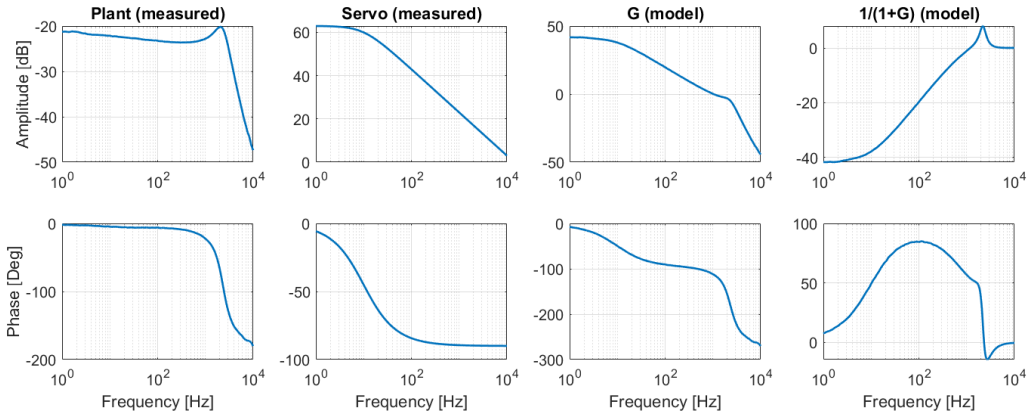 Plant (measured)
Servo (measured)
G (model)
1/(1+G) (model)
Amplitude [dB]
-20
-30
-40
-50
10^0 10^2 10^4
60
40
20
0
10^0 10^2 10^4
50
0
-50
10^0 10^2 10^4
0
-20
-40
10^0 10^2 10^4
Phase [Deg]
0
-100
-200
10^0 10^2 10^4
Frequency [Hz]
0
-50
-100
10^0 10^2 10^4
Frequency [Hz]
0
-100
-200
-300
10^0 10^2 10^4
Frequency [Hz]
100
50
0
10^0 10^2 10^4
Frequency [Hz]